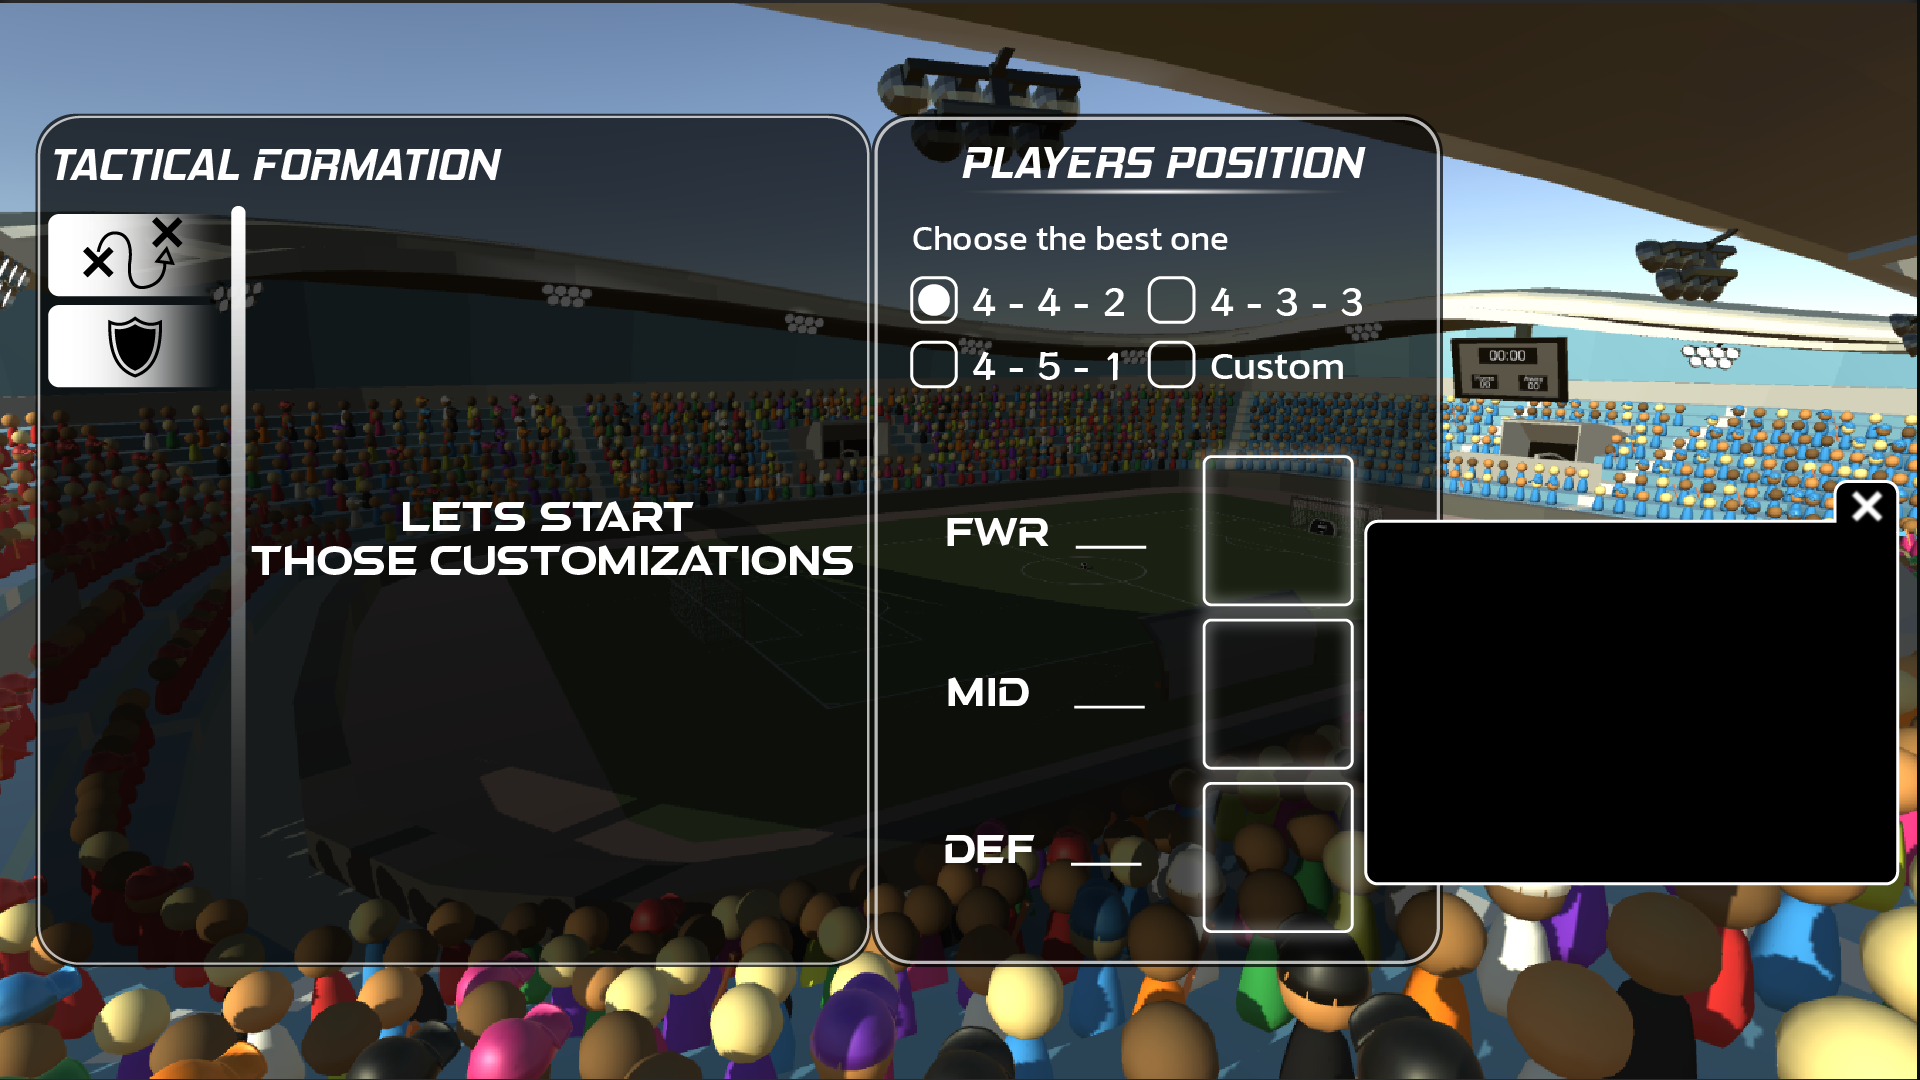 TACTICAL FORMATION
LETS START
THOSE CUSTOMIZATIONS
PLAYERS POSITION
Choose the best one
4 - 4 - 2
4 - 3 - 3
4 - 5 - 1
Custom
FWR
MID
DEF
00:00